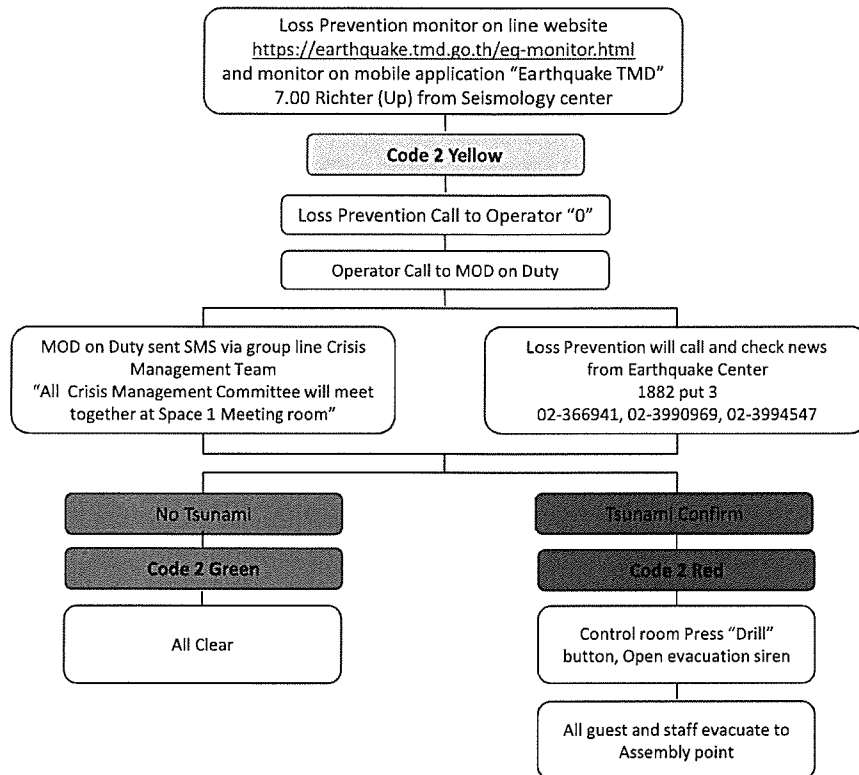 Loss Prevention monitor on line website
https://earthquake.tmd.go.th/eq-monitor.html
and monitor on mobile application “Earthquake TMD”
7.00 Richter (Up) from Seismology center
Code 2 Yellow
Loss Prevention Call to Operator “0”
Operator Call to MOD on Duty
MOD on Duty sent SMS via group line Crisis
Management Team
“All Crisis Management Committee will meet
together at Space 1 Meeting room”
Loss Prevention will call and check news
from Earthquake Center
1882 put 3
02-366941, 02-3990969, 02-3994547
No Tsunami
Code 2 Green
All Clear
Tsunami Confirm
Code 2 Red
Control room Press “Drill”
button, Open evacuation siren
All guest and staff evacuate to
Assembly point